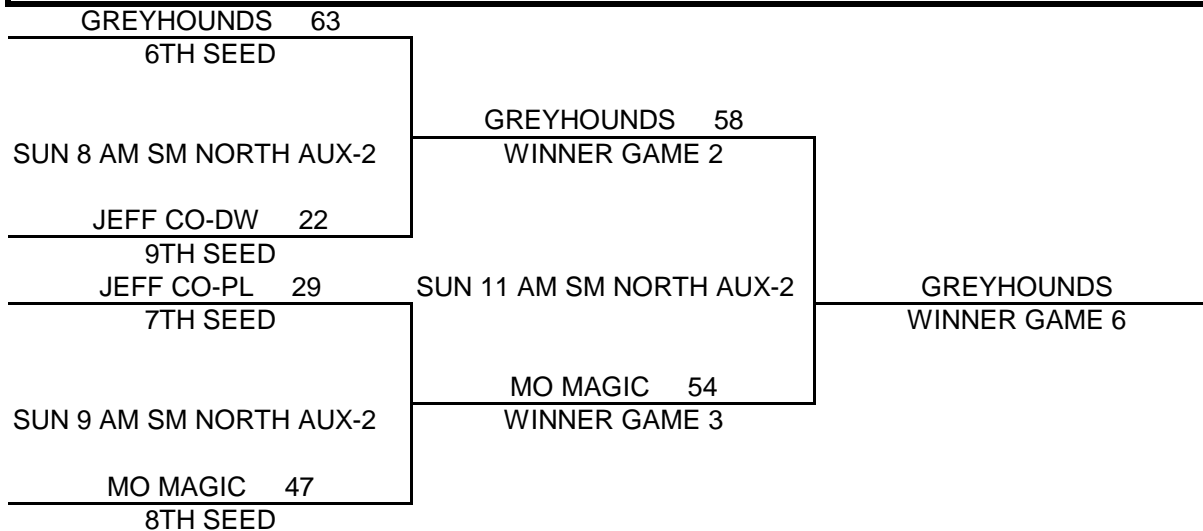 GREYHOUNDS 63
6TH SEED
GREYHOUNDS 58
SUN 8 AM SM NORTH AUX-2
WINNER GAME 2
JEFF CO-DW 22
9TH SEED
JEFF CO-PL 29
SUN 11 AM SM NORTH AUX-2
GREYHOUNDS
7TH SEED
WINNER GAME 6
MO MAGIC 54
SUN 9 AM SM NORTH AUX-2
WINNER GAME 3
MO MAGIC 47
8TH SEED